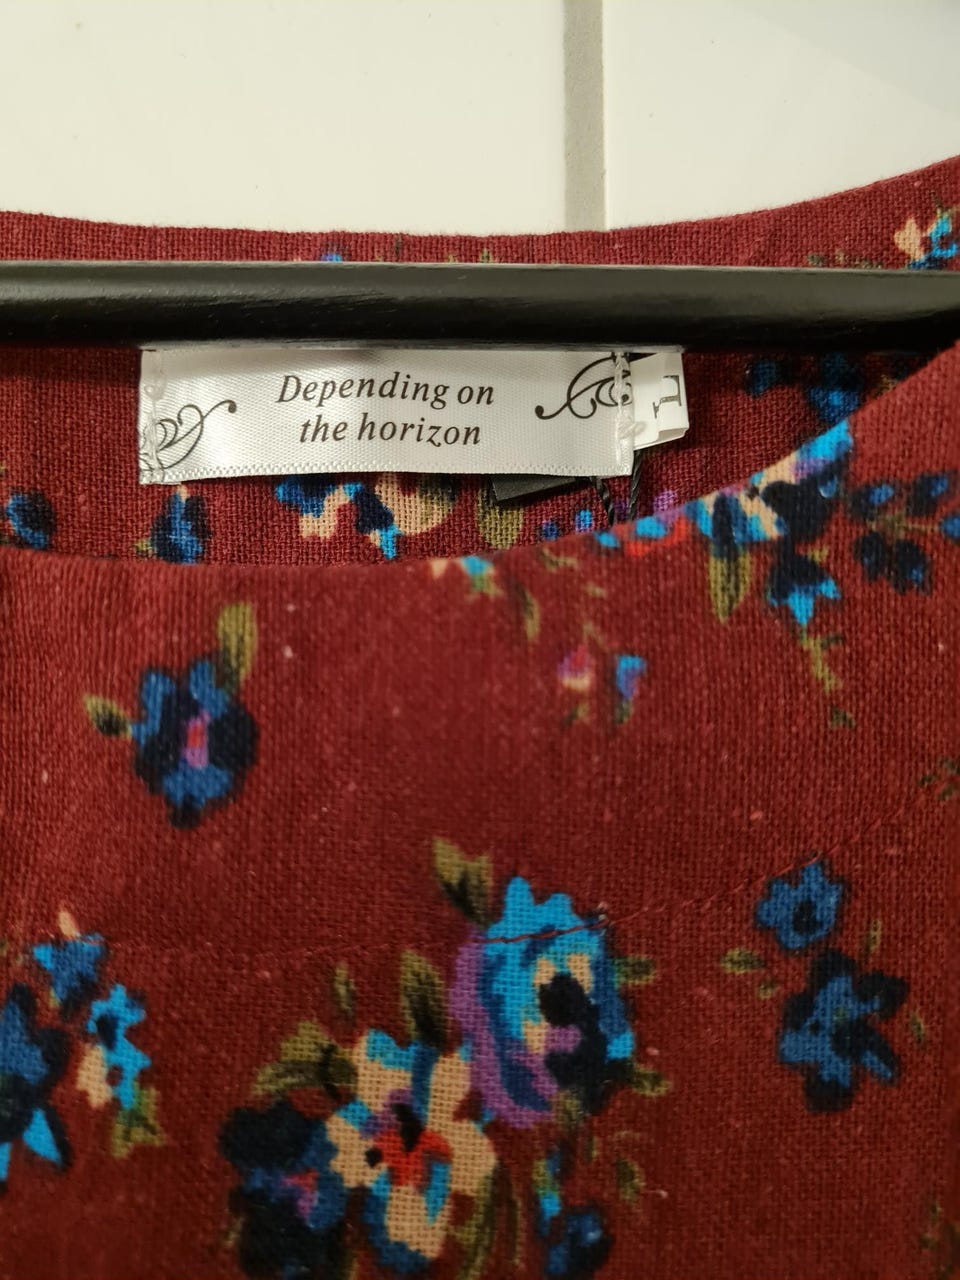 Depending on
the horizon
L